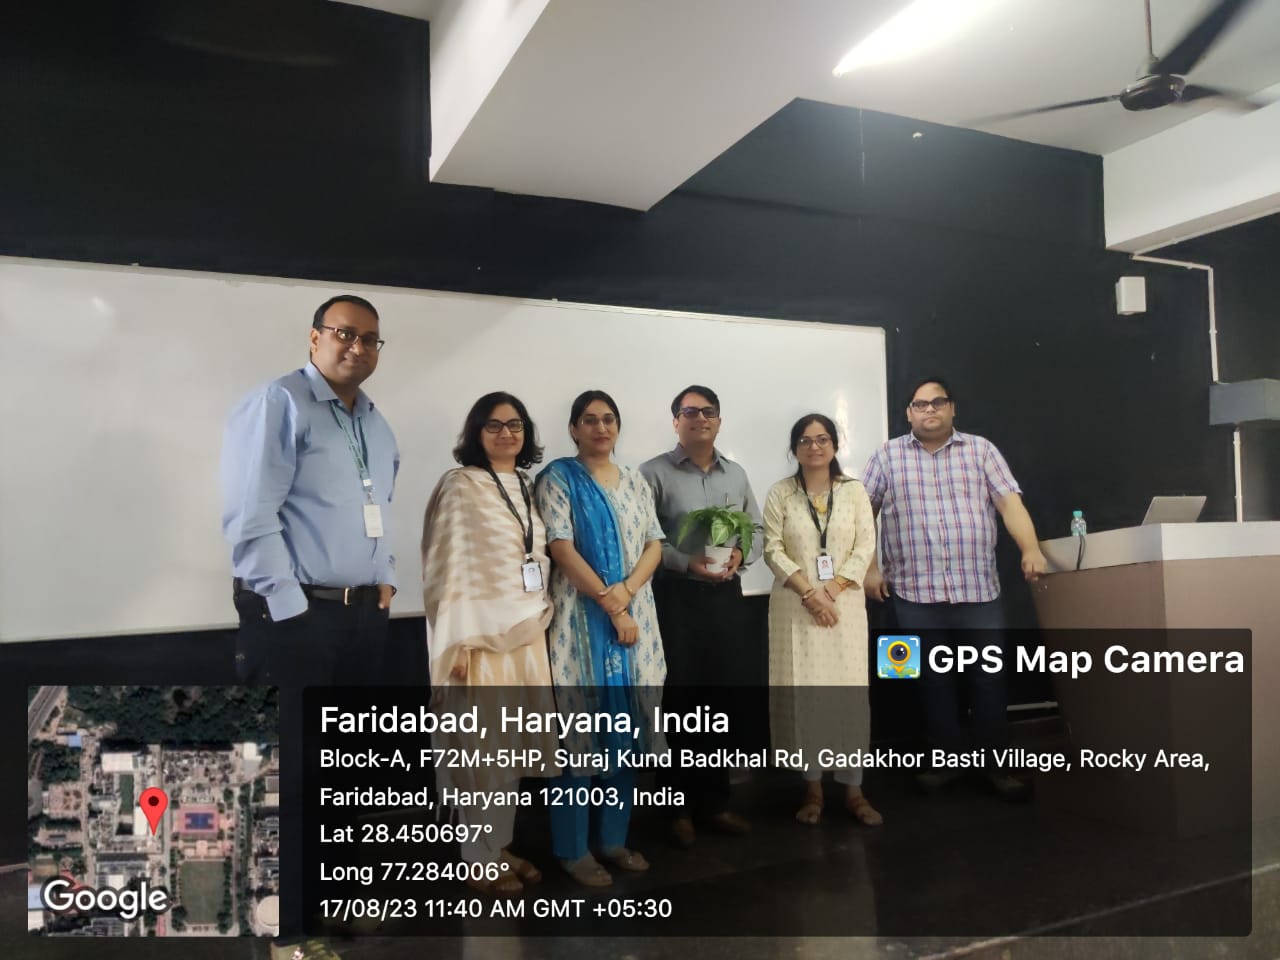 GPS Map Camera
Faridabad, Haryana, India
Block-A, F72M+5HP, Suraj Kund Badkhal Rd, Gadakhor Basti Village, Rocky Area,
Faridabad, Haryana 121003, India
Lat 28.450697°
Long 77.284006°
17/08/23 11:40 AM GMT +05:30
Google